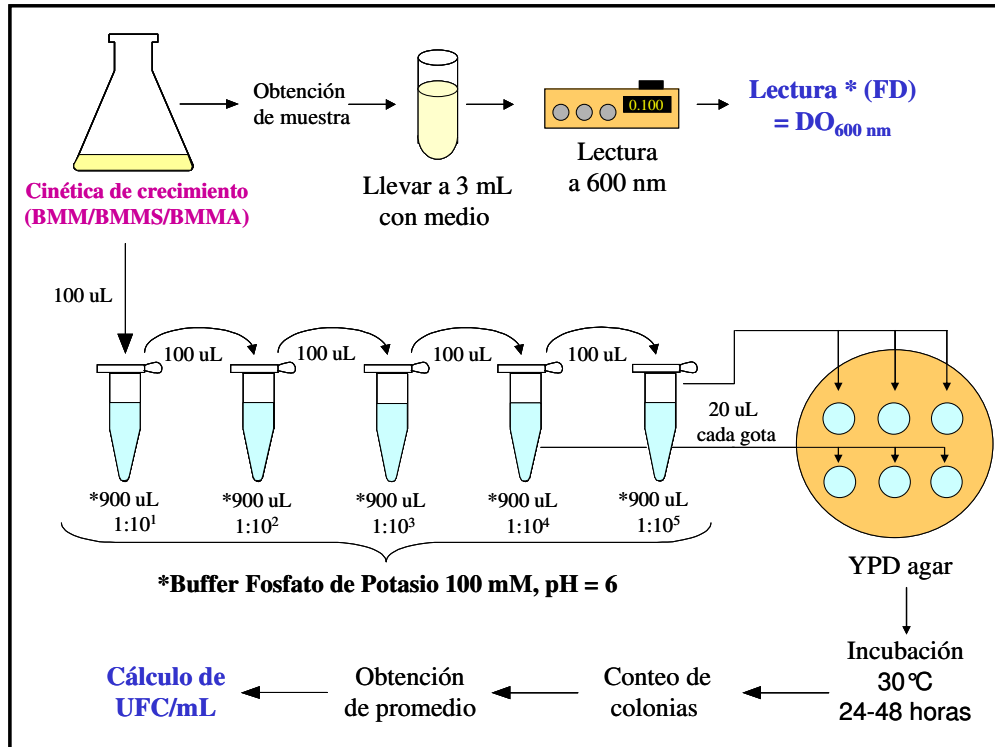 Obtención
de muestra
0.100
Lectura * (FD)
= DO₆₀₀ ₙₘ
Lectura
a 600 nm
Llevar a 3 mL
con medio
Cinética de crecimiento
(BMM/BMMS/BMMA)
100 uL
100 uL
100 uL
100 uL
100 uL
20 uL
cada gota
*900 uL
1:10¹
*900 uL
1:10²
*900 uL
1:10³
*900 uL
1:10⁴
*900 uL
1:10⁵
*Buffer Fosfato de Potasio 100 mM, pH = 6
YPD agar
Incubación
30°C
24-48 horas
Conteo de
colonias
Obtención
de promedio
Cálculo de
UFC/mL